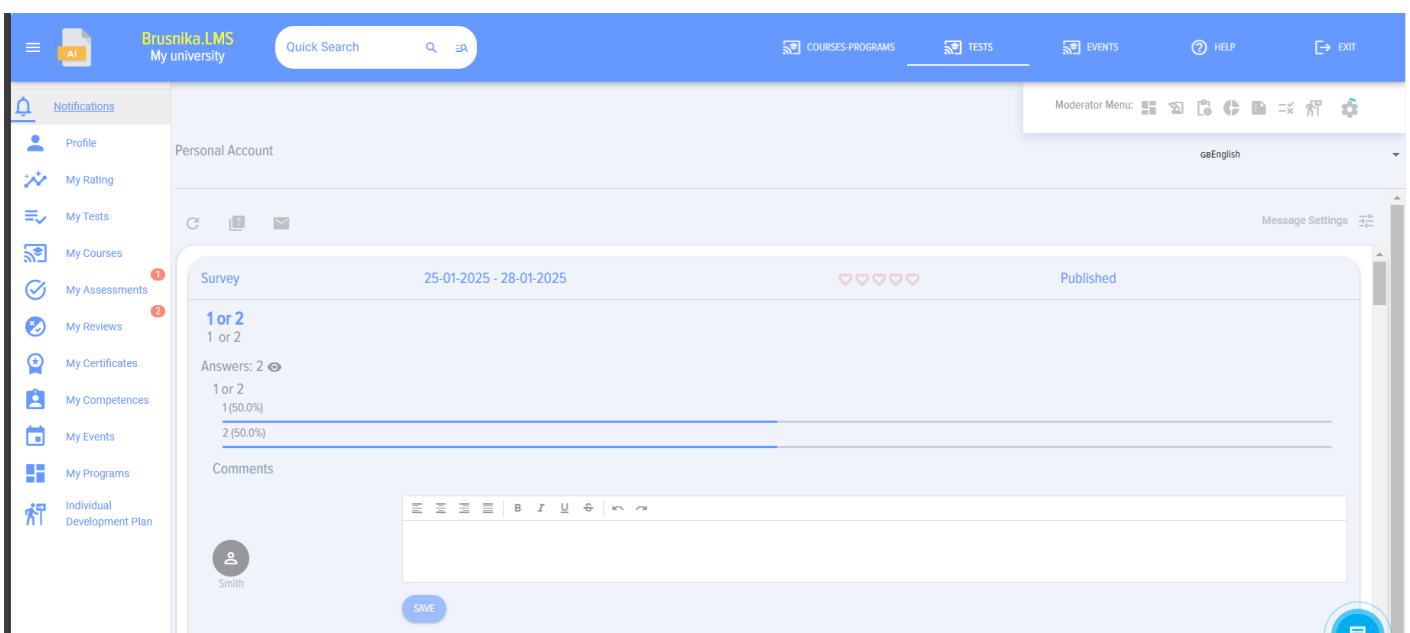 AI
Brusnika.LMS
My university
Quick Search
COURSES-PROGRAMS
TESTS
EVENTS
HELP
EXIT
Moderator Menu:
Notifications
Profile
My Rating
My Tests
My Courses
My Assessments
1
My Reviews
2
My Certificates
My Competences
My Events
My Programs
Individual
Development Plan
Personal Account
GBEnglish
Message Settings
Survey
25-01-2025 - 28-01-2025
Published
1 or 2
1 or 2
Answers: 2
1 or 2
1 (50.0%)
2 (50.0%)
Comments
B I U S
Smith
SAVE